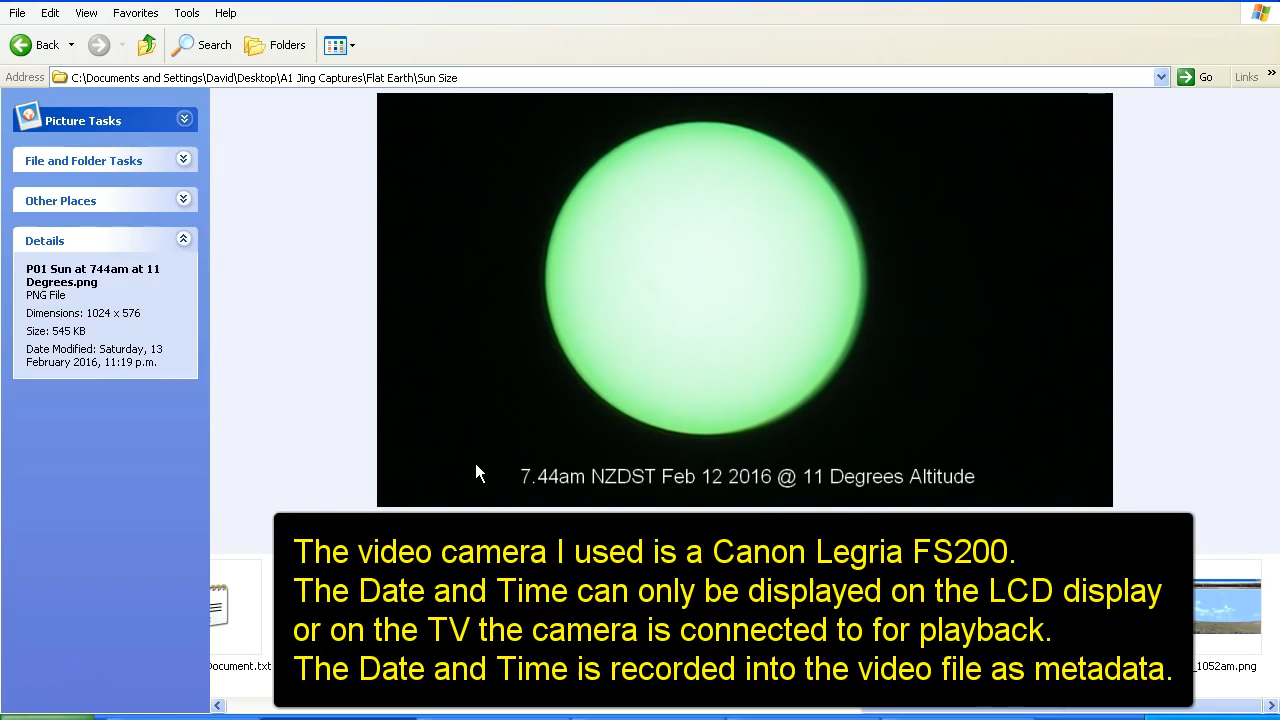 File Edit View Favorites Tools Help
Back Search Folders
Address C:\Documents and Settings\David\Desktop\A1 Jing Captures\Flat Earth\Sun Size Go Links »
Picture Tasks
File and Folder Tasks
Other Places
Details
P01 Sun at 744am at 11
Degrees.png
PNG File
Dimensions: 1024 x 576
Size: 545 KB
Date Modified: Saturday, 13
February 2016, 11:19 p.m.
7.44am NZDST Feb 12 2016 @ 11 Degrees Altitude
The video camera I used is a Canon Legria FS200.
The Date and Time can only be displayed on the LCD display
or on the TV the camera is connected to for playback.
The Date and Time is recorded into the video file as metadata.
Document.txt
_1052am.png